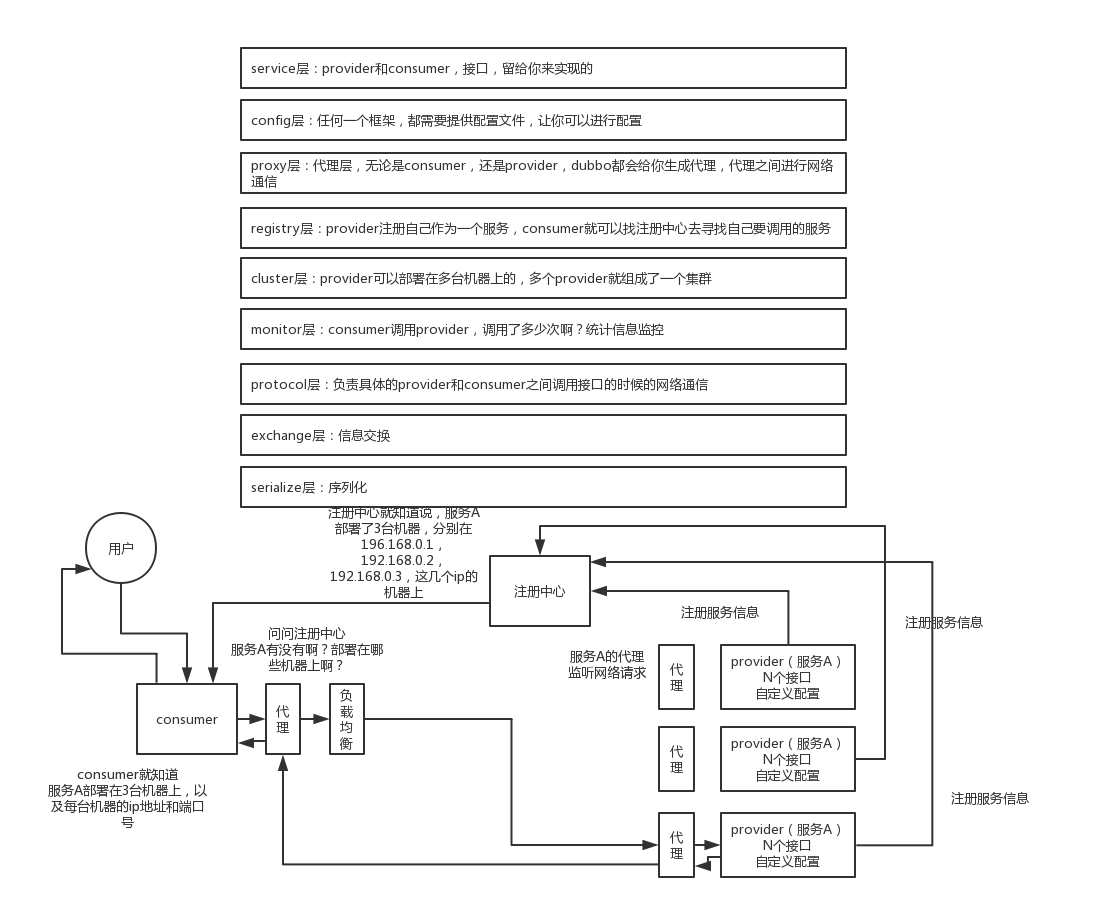 service层：provider和consumer，接口，留给你来实现的
config层：任何一个框架，都需要提供配置文件，让你可以进行配置
proxy层：代理层，无论是consumer，还是provider，dubbo都会给你生成代理，代理之间进行网络
通信
registry层：provider注册自己作为一个服务，consumer就可以找注册中心去寻找自己要调用的服务
cluster层：provider可以部署在多台机器上的，多个provider就组成了一个集群
monitor层：consumer调用provider，调用了多少次啊？统计信息监控
protocol层：负责具体的provider和consumer之间调用接口的时候的网络通信
exchange层：信息交换
serialize层：序列化
注册中心就知道说，服务A
部署了3台机器，分别在
196.168.0.1，
192.168.0.2，
192.168.0.3，这几个ip的
机器上
用户
注册中心
注册服务信息
注册服务信息
问问注册中心
服务A有没有啊？部署在哪
些机器上啊？
服务A的代理
监听网络请求
代
理
provider（服务A）
N个接口
自定义配置
consumer
代
理
负
载
均
衡
代
理
provider（服务A）
N个接口
自定义配置
consumer就知道
服务A部署在3台机器上，以
及每台机器的ip地址和端口
号
注册服务信息
代
理
provider（服务A）
N个接口
自定义配置